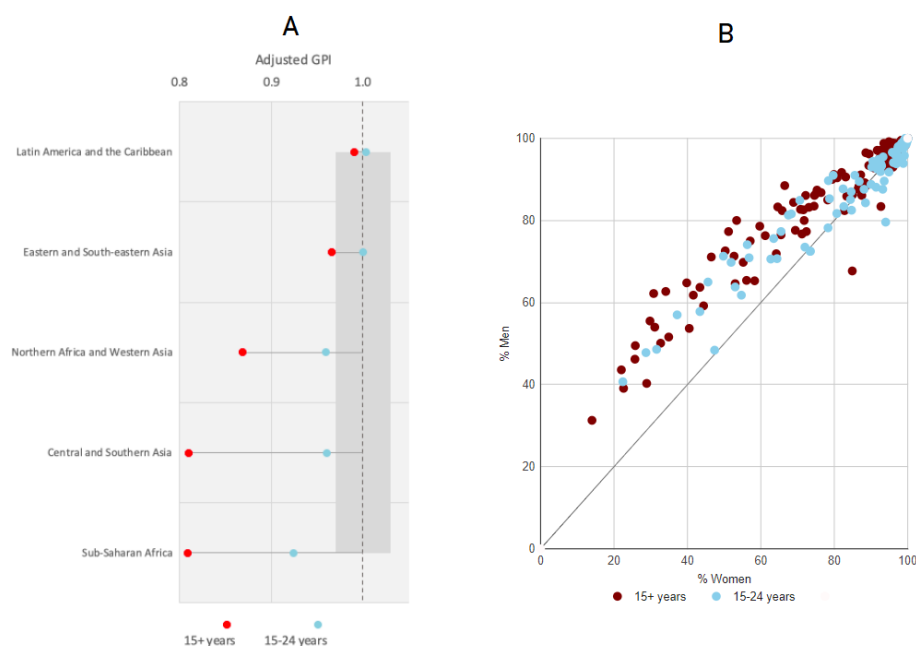 A
Adjusted GPI
0.8 0.9 1.0
Latin America and the Caribbean
Eastern and South-eastern Asia
Northern Africa and Western Asia
Central and Southern Asia
Sub-Saharan Africa
15+ years 15-24 years
B
100
80
60
40
20
0
% Men
0 20 40 60 80 100
% Women
15+ years 15-24 years